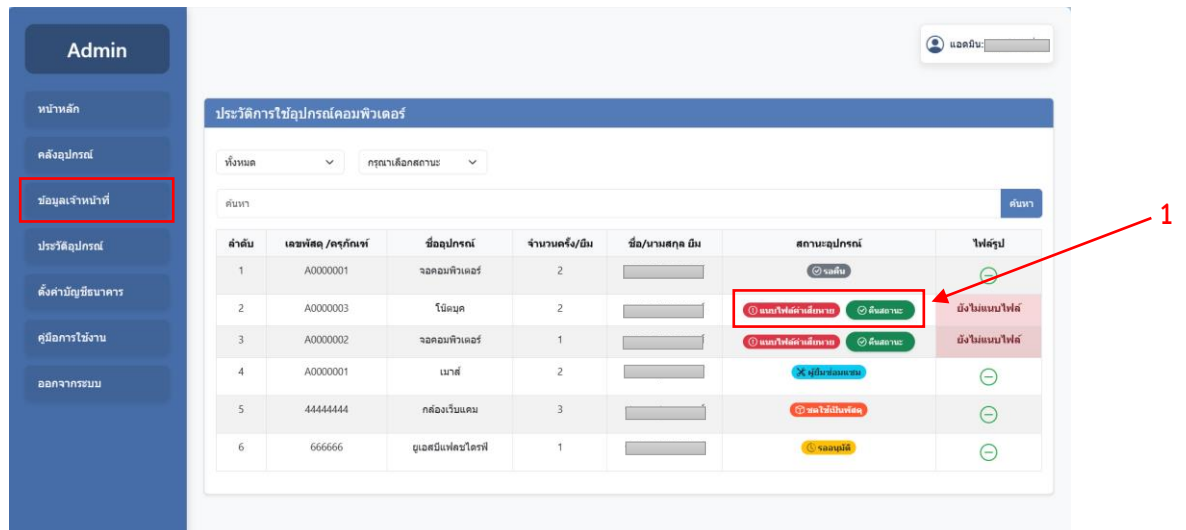 Admin
แอดมิน:
หน้าหลัก
คลังอุปกรณ์
ข้อมูลเจ้าหน้าที่
ประวัติอุปกรณ์
ตั้งค่าบัญชีธนาคาร
คู่มือการใช้งาน
ออกจากระบบ
ประวัติการใช้อุปกรณ์คอมพิวเตอร์
ทั้งหมด กรุณาเลือกสถานะ
ค้นหา ค้นหา
1
ลำดับ เลขพัสดุ /ครุภัณฑ์ ชื่ออุปกรณ์ จำนวนครั้ง/ยืม ชื่อ/นามสกุล ยืม สถานะอุปกรณ์ ไฟล์รูป
1 A0000001 จอคอมพิวเตอร์ 2 รอคืน
2 A0000003 โน๊ตบุค 2 แนบไฟล์ค่าเสียหาย คืนสถานะ ยังไม่แนบไฟล์
3 A0000002 จอคอมพิวเตอร์ 1 แนบไฟล์ค่าเสียหาย คืนสถานะ ยังไม่แนบไฟล์
4 A0000001 เมาส์ 2 ผู้ยืมซ่อมแซม
5 44444444 กล้องเว็บแคม 3 ชดใช้เป็นพัสดุ
6 666666 ยูเอสบีแฟลชไดรฟ์ 1 รออนุมัติ